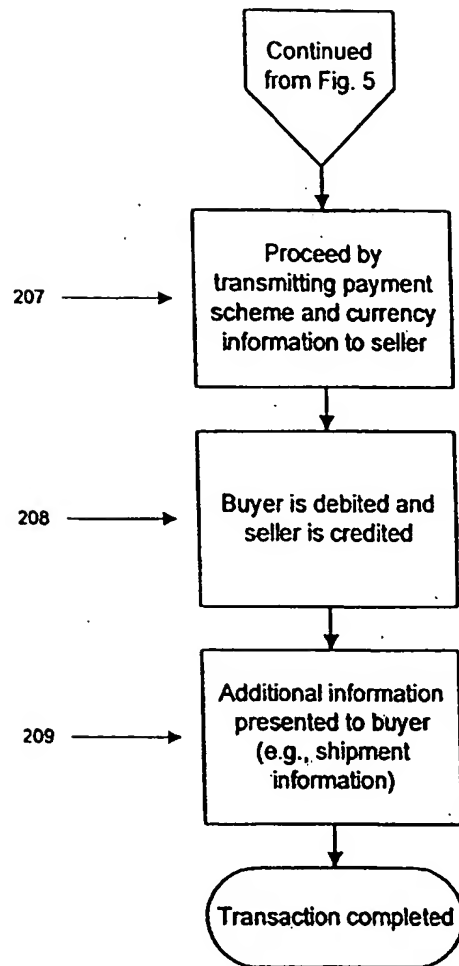 Continued
from Fig. 5
207
Proceed by
transmitting payment
scheme and currency
information to seller
208
Buyer is debited and
seller is credited
209
Additional information
presented to buyer
(e.g., shipment
information)
Transaction completed